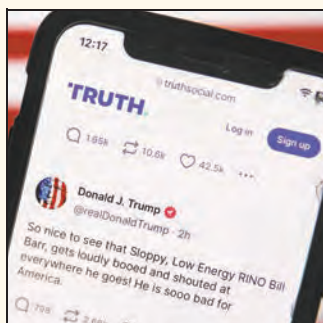 12:17
truthsocial.com
TRUTH.
Log in
Sign up
1.65k 10.6k 42.5k
Donald J. Trump
@realDonaldTrump · 2h
So nice to see that Sloppy, Low Energy RINO Bill
Barr, gets loudly booed and shouted at
everywhere he goes! He is sooo bad for
America.
798